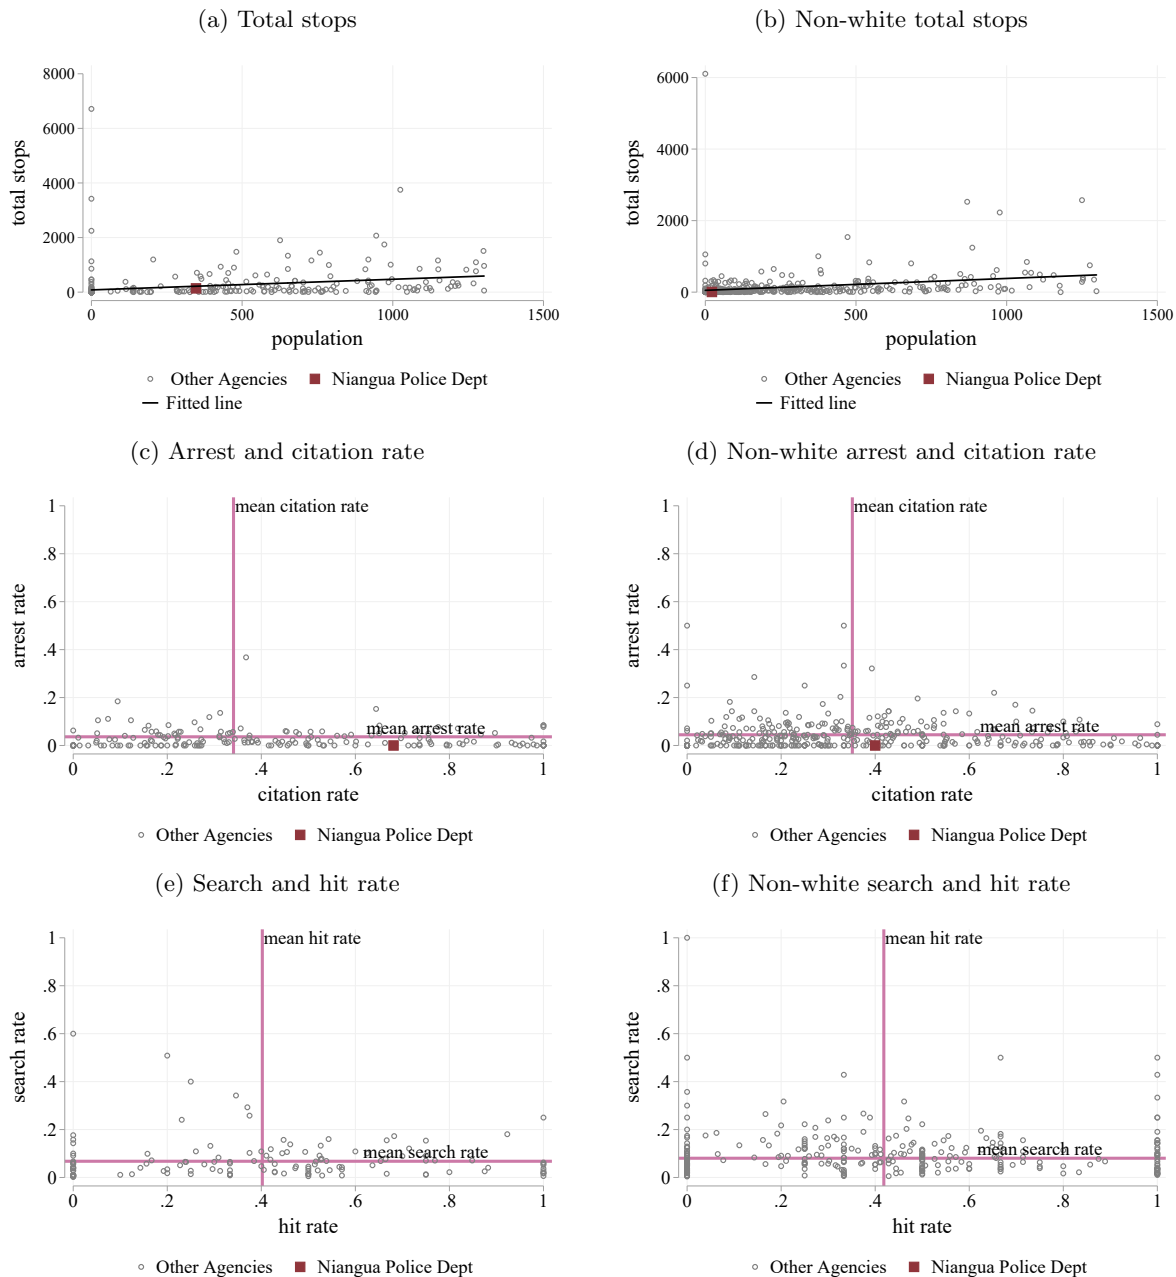 (a) Total stops
(b) Non-white total stops
total stops
8000
6000
4000
2000
0
0
500
1000
1500
population
Other Agencies
Niangua Police Dept
Fitted line
total stops
6000
4000
2000
0
0
500
1000
1500
population
Other Agencies
Niangua Police Dept
Fitted line
(c) Arrest and citation rate
(d) Non-white arrest and citation rate
arrest rate
1
.8
.6
.4
.2
0
mean citation rate
mean arrest rate
0
.2
.4
.6
.8
1
citation rate
Other Agencies
Niangua Police Dept
arrest rate
1
.8
.6
.4
.2
0
mean citation rate
mean arrest rate
0
.2
.4
.6
.8
1
citation rate
Other Agencies
Niangua Police Dept
(e) Search and hit rate
(f) Non-white search and hit rate
search rate
1
.8
.6
.4
.2
0
mean hit rate
mean search rate
0
.2
.4
.6
.8
1
hit rate
Other Agencies
Niangua Police Dept
search rate
1
.8
.6
.4
.2
0
mean hit rate
mean search rate
0
.2
.4
.6
.8
1
hit rate
Other Agencies
Niangua Police Dept